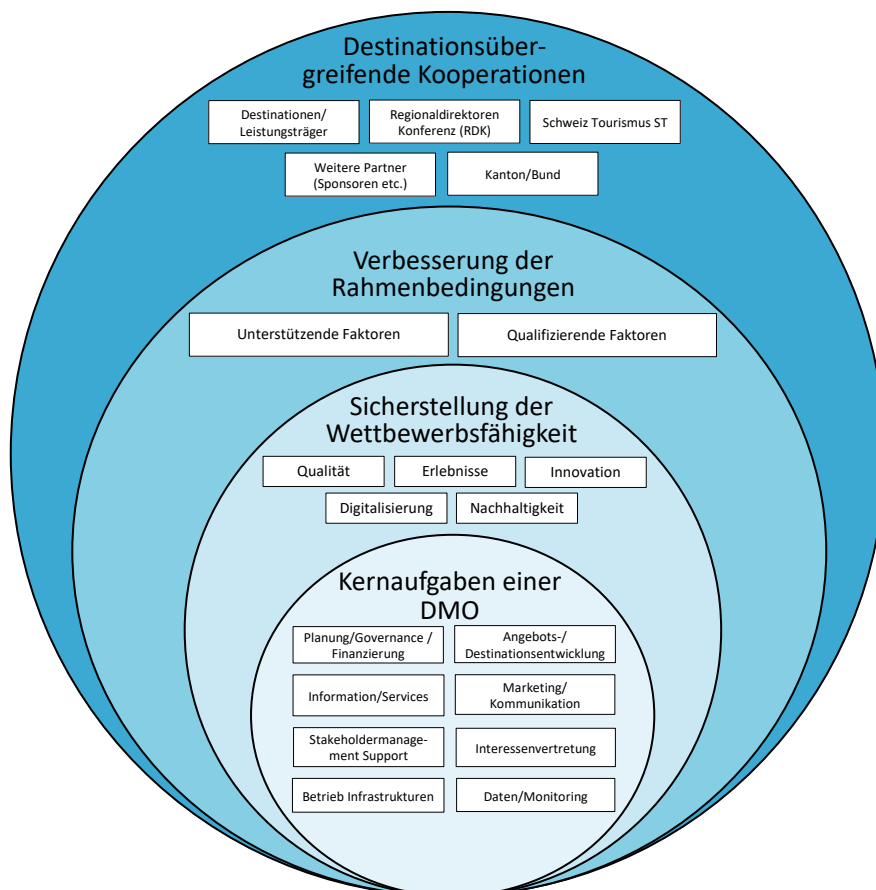 Destinationsüber-
greifende Kooperationen
Destinationen/
Leistungsträger
Regionaldirektoren
Konferenz (RDK)
Schweiz Tourismus ST
Weitere Partner
(Sponsoren etc.)
Kanton/Bund
Verbesserung der
Rahmenbedingungen
Unterstützende Faktoren
Qualifizierende Faktoren
Sicherstellung der
Wettbewerbsfähigkeit
Qualität
Erlebnisse
Innovation
Digitalisierung
Nachhaltigkeit
Kernaufgaben einer
DMO
Planung/Governance /
Finanzierung
Angebots-/
Destinationsentwicklung
Information/Services
Marketing/
Kommunikation
Stakeholdermanage-
ment Support
Interessenvertretung
Betrieb Infrastrukturen
Daten/Monitoring